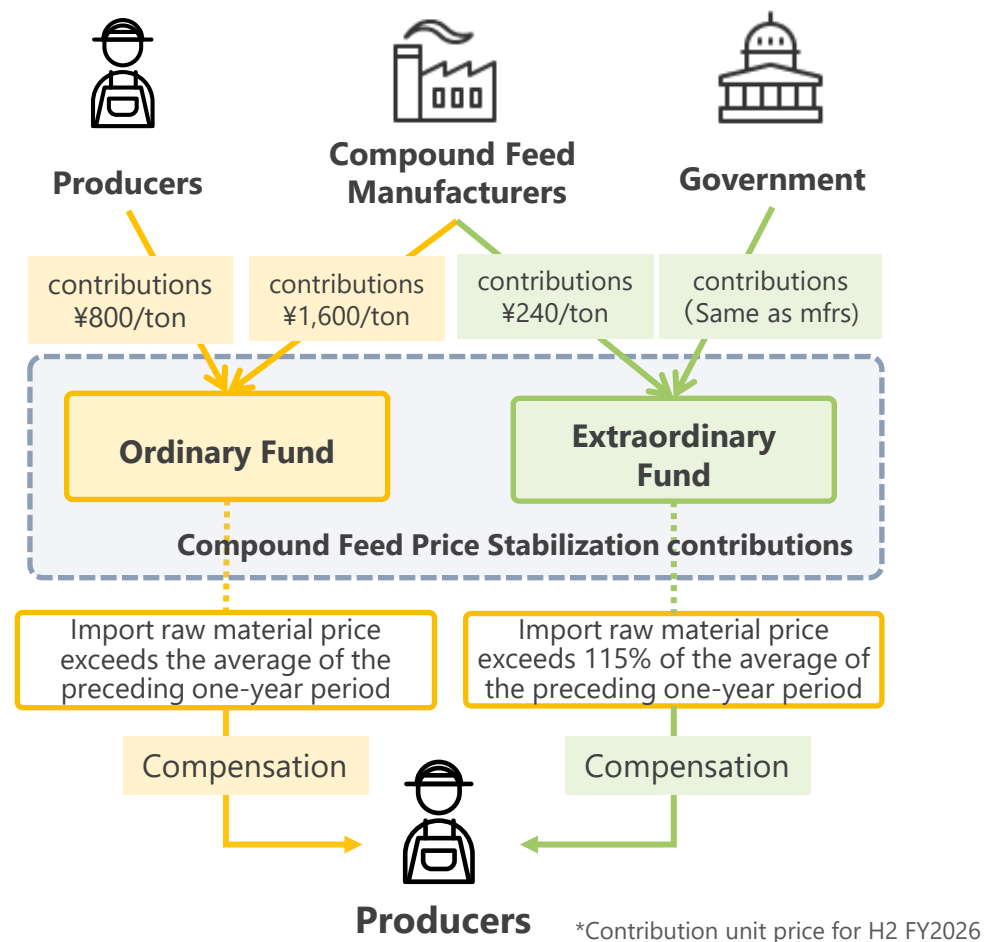 Producers
Compound Feed
Manufacturers
Government
contributions
¥800/ton
contributions
¥1,600/ton
contributions
¥240/ton
contributions
（Same as mfrs)
Ordinary Fund
Extraordinary
Fund
Compound Feed Price Stabilization contributions
Import raw material price
exceeds the average of the
preceding one-year period
Import raw material price
exceeds 115% of the average of
the preceding one-year period
Compensation
Compensation
Producers
*Contribution unit price for H2 FY2026